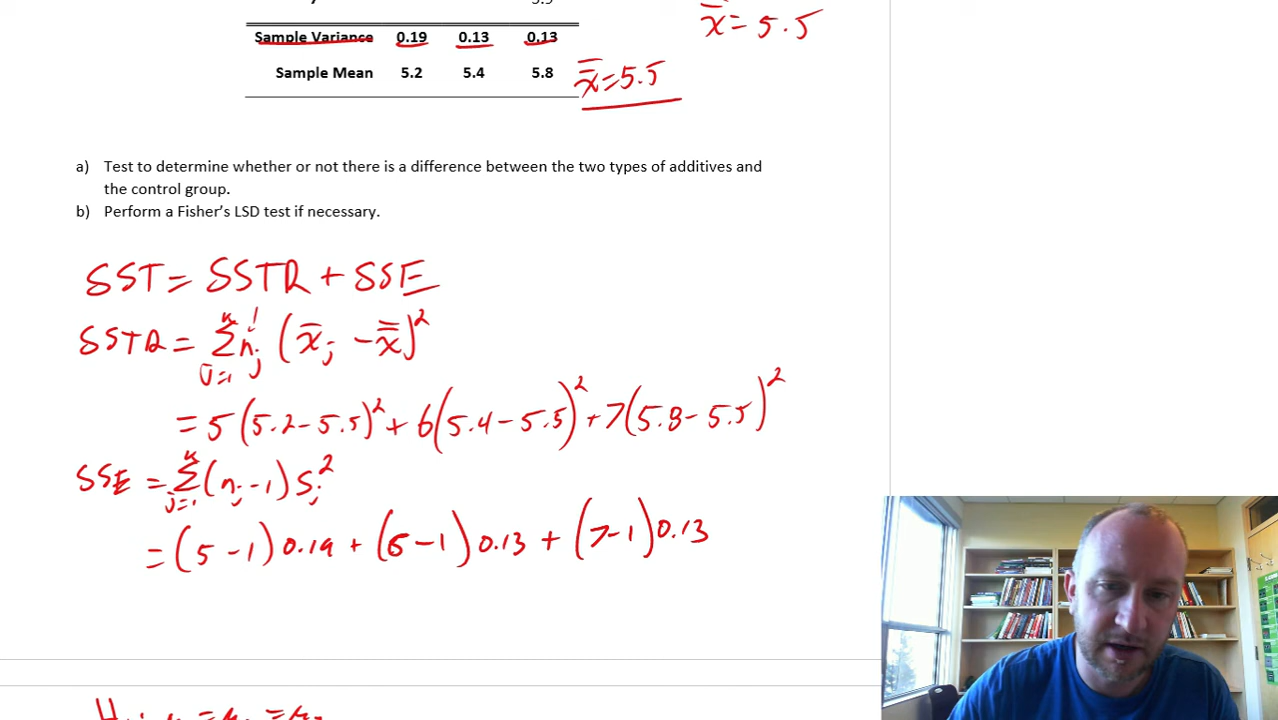 x̿ = 5.5
Sample Variance 0.19 0.13 0.13
Sample Mean 5.2 5.4 5.8 x̿=5.5
a) Test to determine whether or not there is a difference between the two types of additives and
the control group.
b) Perform a Fisher's LSD test if necessary.
SST = SSTR + SSE
SSTR = Σ nj (x̄j - x̿)²
= 5(5.2-5.5)² + 6(5.4-5.5)² + 7(5.8-5.5)²
SSE = Σ (nj -1) Sj²
= (5-1)0.19 + (6-1)0.13 + (7-1)0.13